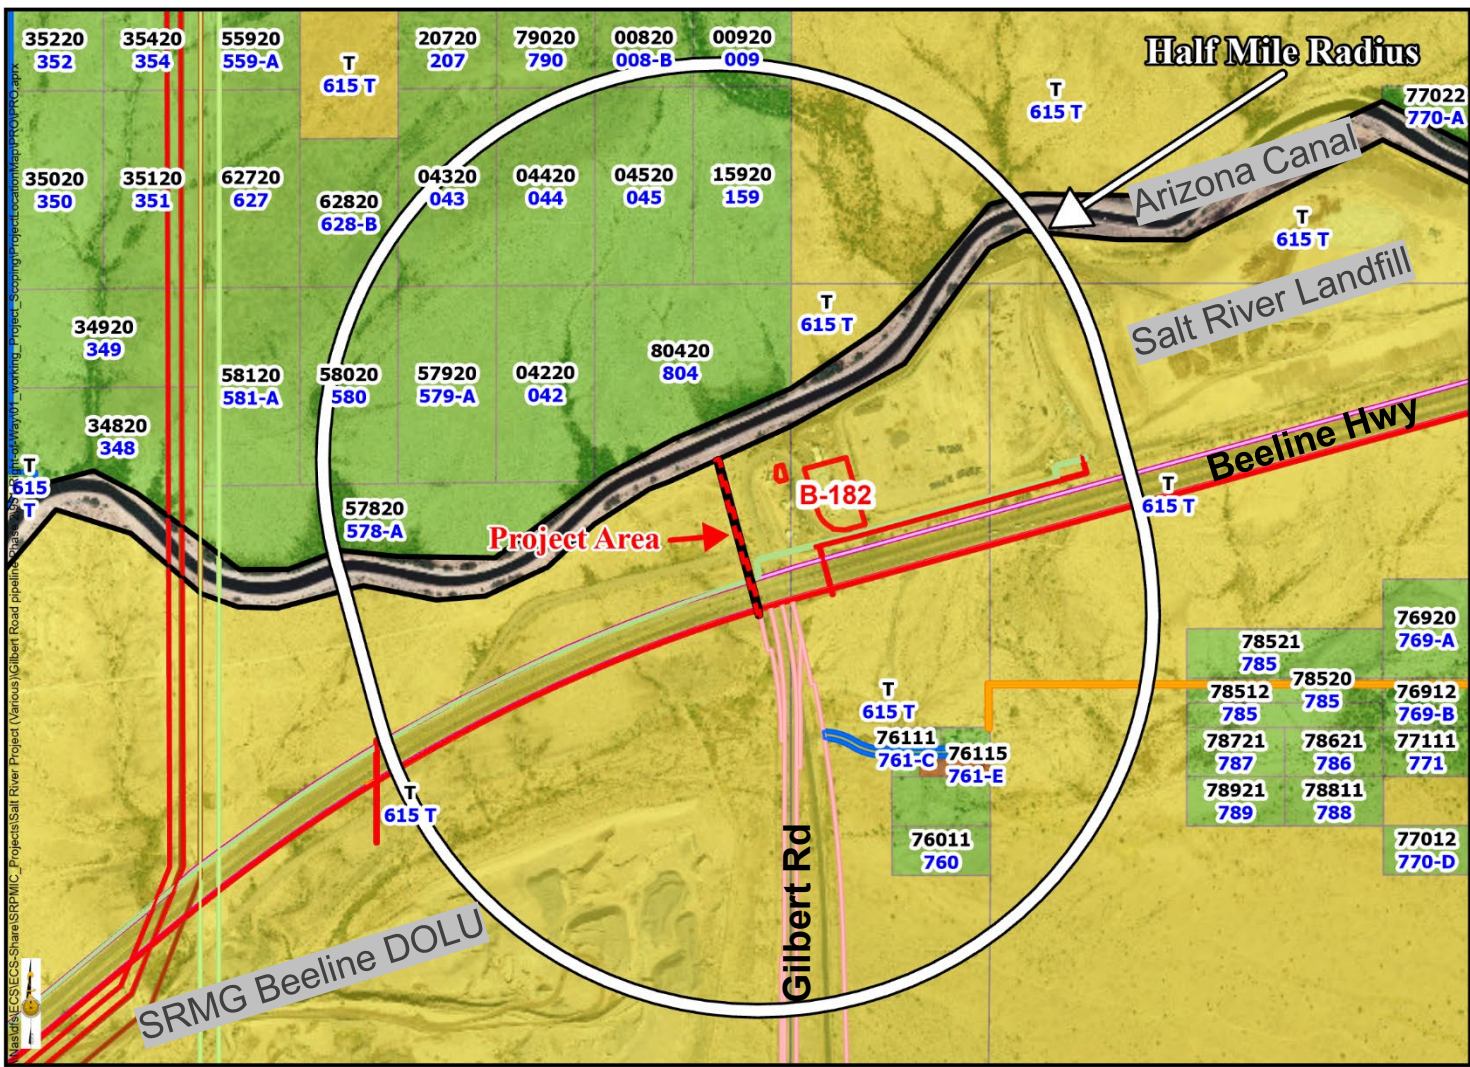 35220
352
35420
354
55920
559-A
T
615 T
20720
207
79020
790
00820
008-B
00920
009
Half Mile Radius
T
615 T
77022
770-A
Arizona Canal
35020
350
35120
351
62720
627
62820
628-B
04320
043
04420
044
04520
045
15920
159
T
615 T
Salt River Landfill
34920
349
T
615 T
58120
581-A
58020
580
57920
579-A
04220
042
80420
804
34820
348
Beeline Hwy
T
615
T
57820
578-A
Project Area
B-182
T
615 T
76920
769-A
78521
785
78512
785
78520
785
76912
769-B
T
615 T
76111
761-C
76115
761-E
78721
787
78621
786
77111
771
T
615 T
78921
789
78811
788
76011
760
77012
770-D
Gilbert Rd
SRMG Beeline DOLU